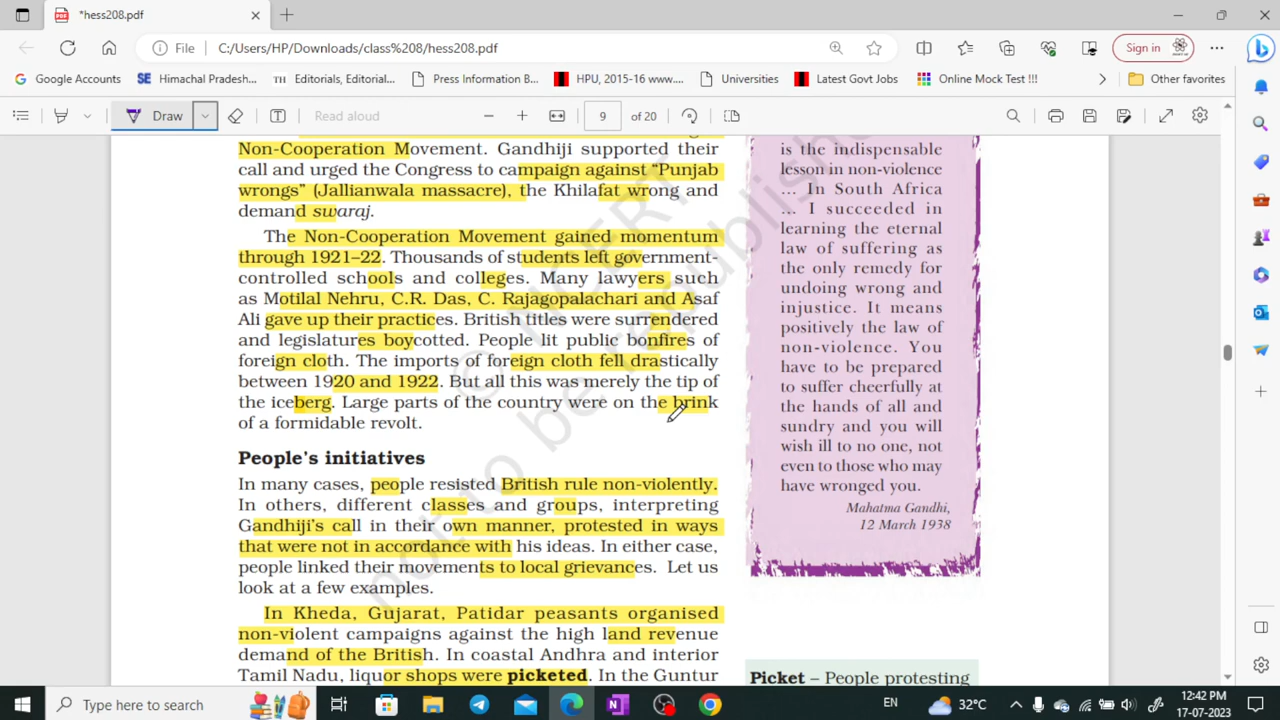 *hess208.pdf
File
C:/Users/HP/Downloads/class%208/hess208.pdf
Sign in
Google Accounts
SE Himachal Pradesh...
TH Editorials, Editorial...
Press Information B...
HPU, 2015-16 www....
Universities
Latest Govt Jobs
Online Mock Test !!!
Other favorites
Draw
Read aloud
9 of 20
Non-Cooperation Movement. Gandhiji supported their
call and urged the Congress to campaign against “Punjab
wrongs” (Jallianwala massacre), the Khilafat wrong and
demand swaraj.
The Non-Cooperation Movement gained momentum
through 1921–22. Thousands of students left government-
controlled schools and colleges. Many lawyers such
as Motilal Nehru, C.R. Das, C. Rajagopalachari and Asaf
Ali gave up their practices. British titles were surrendered
and legislatures boycotted. People lit public bonfires of
foreign cloth. The imports of foreign cloth fell drastically
between 1920 and 1922. But all this was merely the tip of
the iceberg. Large parts of the country were on the brink
of a formidable revolt.
People’s initiatives
In many cases, people resisted British rule non-violently.
In others, different classes and groups, interpreting
Gandhiji’s call in their own manner, protested in ways
that were not in accordance with his ideas. In either case,
people linked their movements to local grievances. Let us
look at a few examples.
In Kheda, Gujarat, Patidar peasants organised
non-violent campaigns against the high land revenue
demand of the British. In coastal Andhra and interior
Tamil Nadu, liquor shops were picketed. In the Guntur
is the indispensable
lesson in non-violence
... In South Africa
... I succeeded in
learning the eternal
law of suffering as
the only remedy for
undoing wrong and
injustice. It means
positively the law of
non-violence. You
have to be prepared
to suffer cheerfully at
the hands of all and
sundry and you will
wish ill to no one, not
even to those who may
have wronged you.
Mahatma Gandhi,
12 March 1938
Picket – People protesting
© NCERT
not to be republished
Type here to search
32°C
EN
12:42 PM
17-07-2023